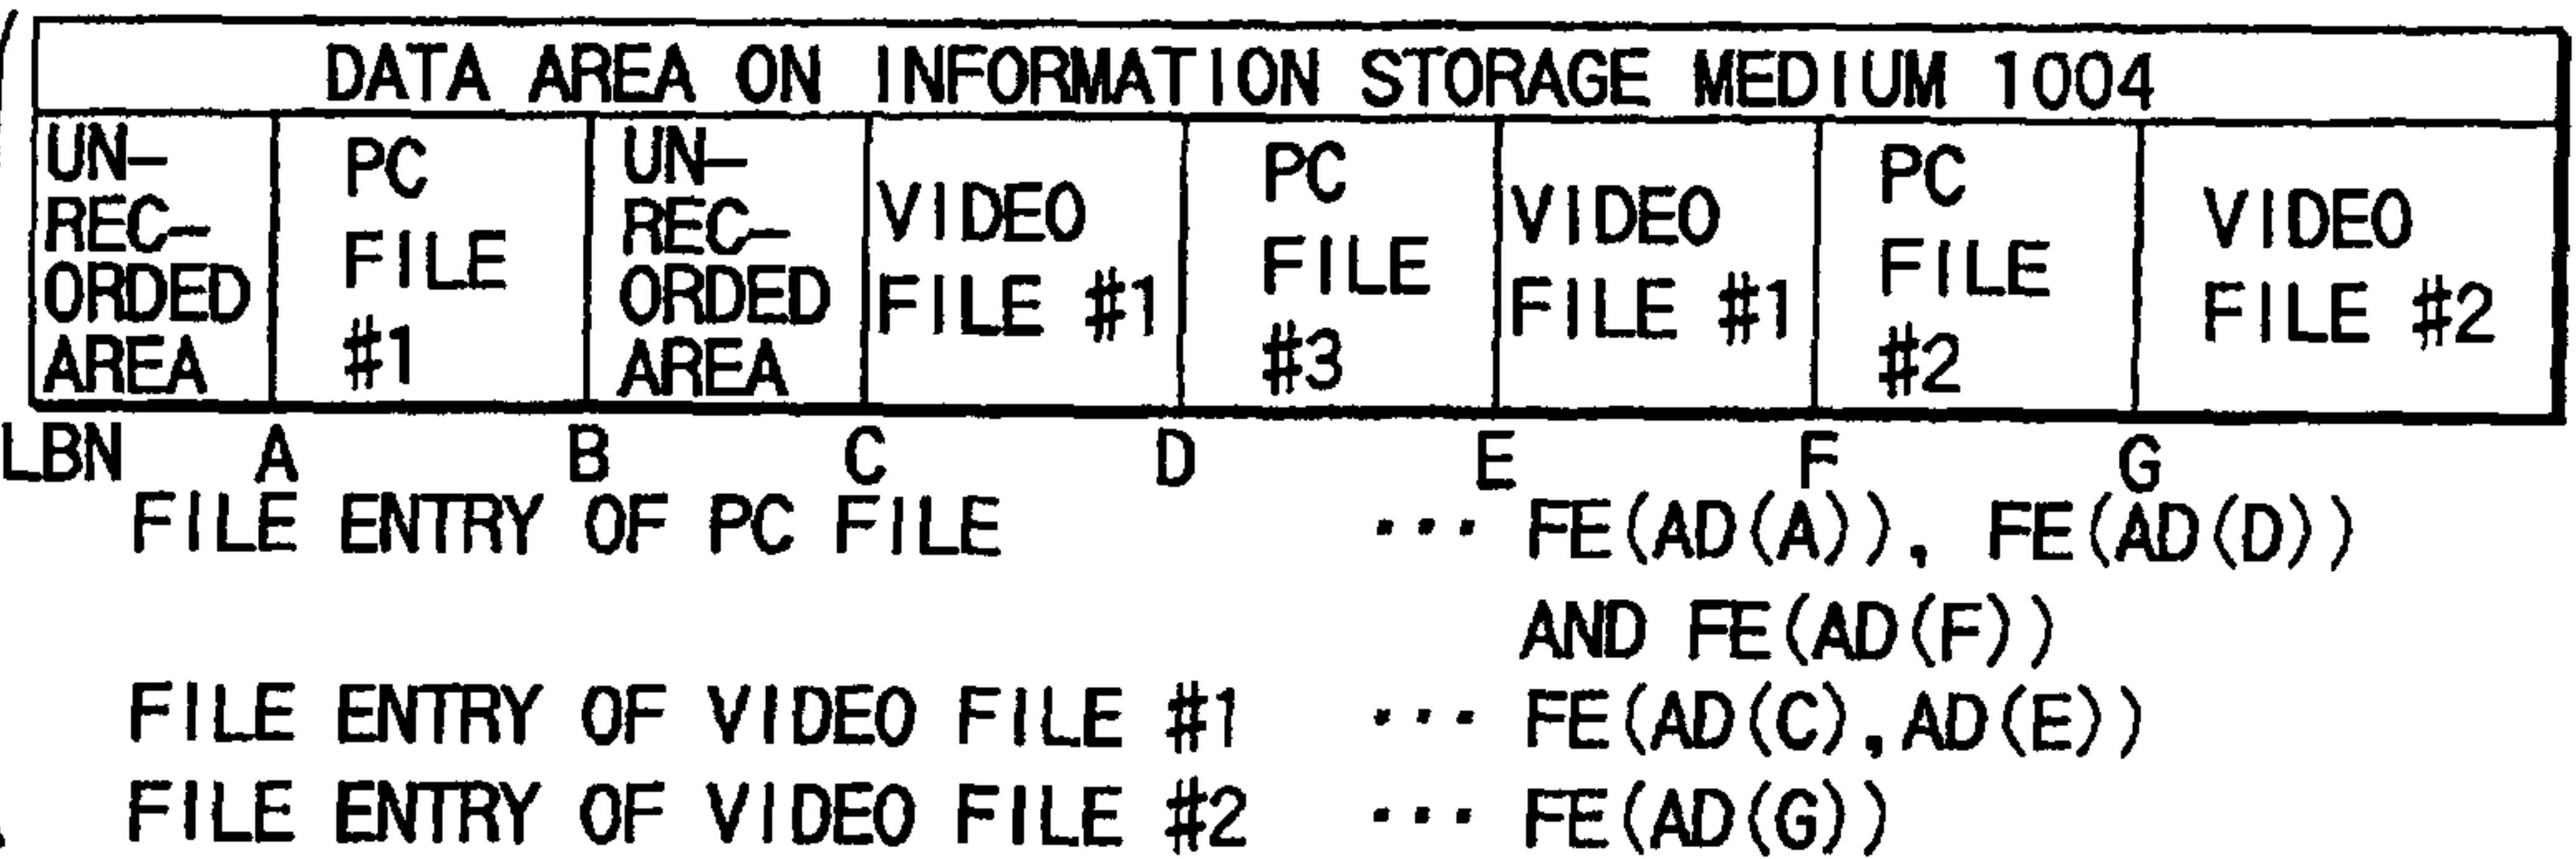 DATA AREA ON INFORMATION STORAGE MEDIUM 1004
UN-
REC-
ORDED
AREA
PC
FILE
#1
UN-
REC-
ORDED
AREA
VIDEO
FILE #1
PC
FILE
#3
VIDEO
FILE #1
PC
FILE
#2
VIDEO
FILE #2
LBN A B C D E F G
FILE ENTRY OF PC FILE ··· FE(AD(A)), FE(AD(D))
AND FE(AD(F))
FILE ENTRY OF VIDEO FILE #1 ··· FE(AD(C),AD(E))
FILE ENTRY OF VIDEO FILE #2 ··· FE(AD(G))